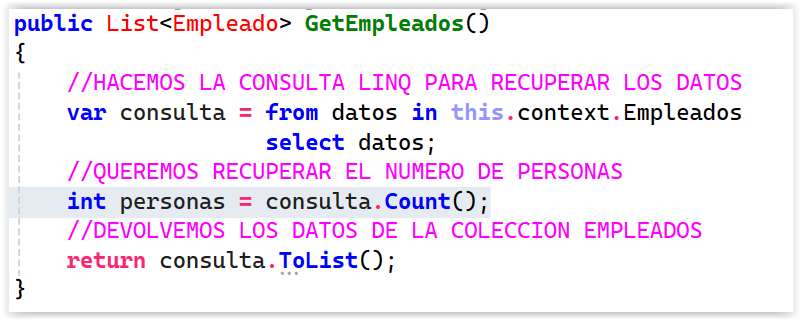 public List<Empleado> GetEmpleados()
{
    //HACEMOS LA CONSULTA LINQ PARA RECUPERAR LOS DATOS
    var consulta = from datos in this.context.Empleados
                   select datos;
    //QUEREMOS RECUPERAR EL NUMERO DE PERSONAS
    int personas = consulta.Count();
    //DEVOLVEMOS LOS DATOS DE LA COLECCION EMPLEADOS
    return consulta.ToList();
}